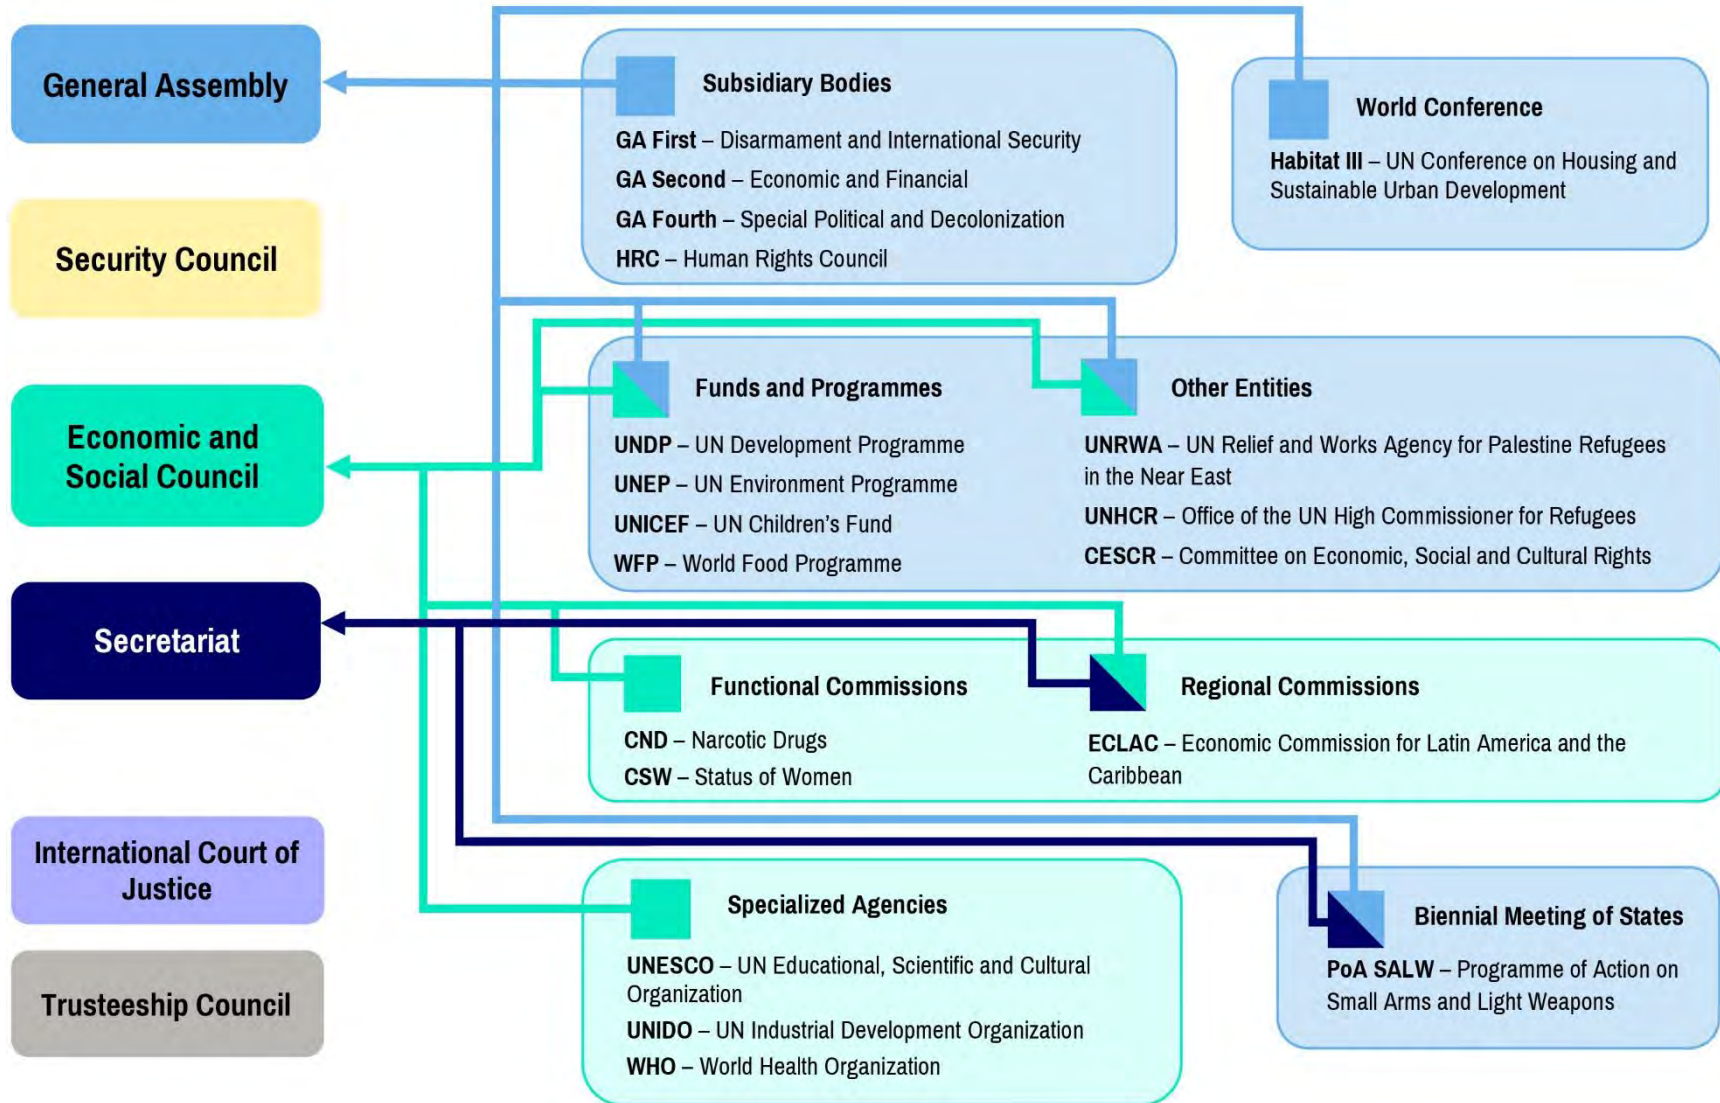 General Assembly
Security Council
Economic and
Social Council
Secretariat
International Court of
Justice
Trusteeship Council
Subsidiary Bodies
GA First – Disarmament and International Security
GA Second – Economic and Financial
GA Fourth – Special Political and Decolonization
HRC – Human Rights Council
World Conference
Habitat III – UN Conference on Housing and
Sustainable Urban Development
Funds and Programmes
UNDP – UN Development Programme
UNEP – UN Environment Programme
UNICEF – UN Children’s Fund
WFP – World Food Programme
Other Entities
UNRWA – UN Relief and Works Agency for Palestine Refugees
in the Near East
UNHCR – Office of the UN High Commissioner for Refugees
CESCR – Committee on Economic, Social and Cultural Rights
Functional Commissions
CND – Narcotic Drugs
CSW – Status of Women
Regional Commissions
ECLAC – Economic Commission for Latin America and the
Caribbean
Specialized Agencies
UNESCO – UN Educational, Scientific and Cultural
Organization
UNIDO – UN Industrial Development Organization
WHO – World Health Organization
Biennial Meeting of States
PoA SALW – Programme of Action on
Small Arms and Light Weapons